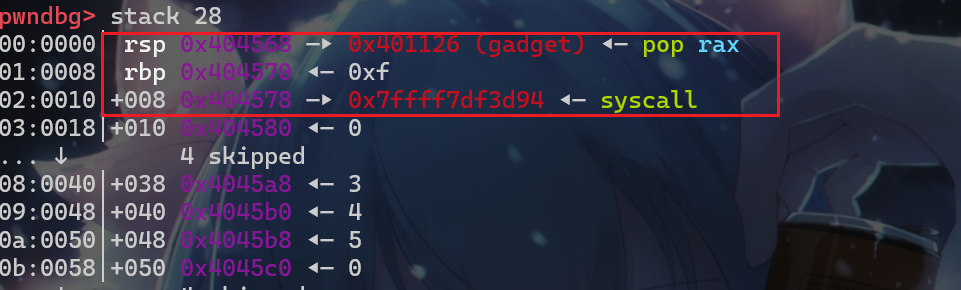 pwndbg> stack 28
00:0000│ rsp 0x404568 —▸ 0x401126 (gadget) ◂— pop rax
01:0008│ rbp 0x404570 ◂— 0xf
02:0010│+008 0x404578 —▸ 0x7ffff7df3d94 ◂— syscall
03:0018│+010 0x404580 ◂— 0
... ↓ 4 skipped
08:0040│+038 0x4045a8 ◂— 3
09:0048│+040 0x4045b0 ◂— 4
0a:0050│+048 0x4045b8 ◂— 5
0b:0058│+050 0x4045c0 ◂— 0